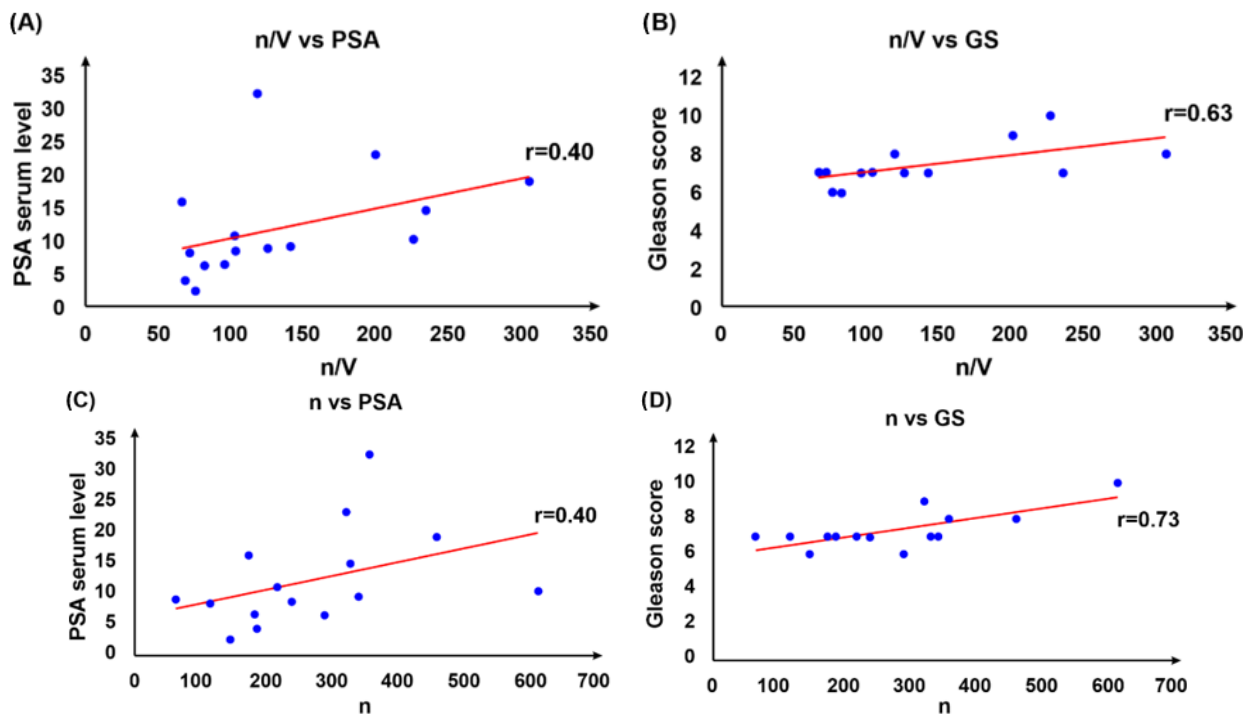 (A)
n/V vs PSA
PSA serum level
35
30
25
20
15
10
5
0
r=0.40
0 50 100 150 200 250 300 350
n/V
(B)
n/V vs GS
Gleason score
12
10
8
6
4
2
0
r=0.63
0 50 100 150 200 250 300 350
n/V
(C)
n vs PSA
PSA serum level
35
30
25
20
15
10
5
0
r=0.40
0 100 200 300 400 500 600 700
n
(D)
n vs GS
Gleason score
12
10
8
6
4
2
0
r=0.73
0 100 200 300 400 500 600 700
n